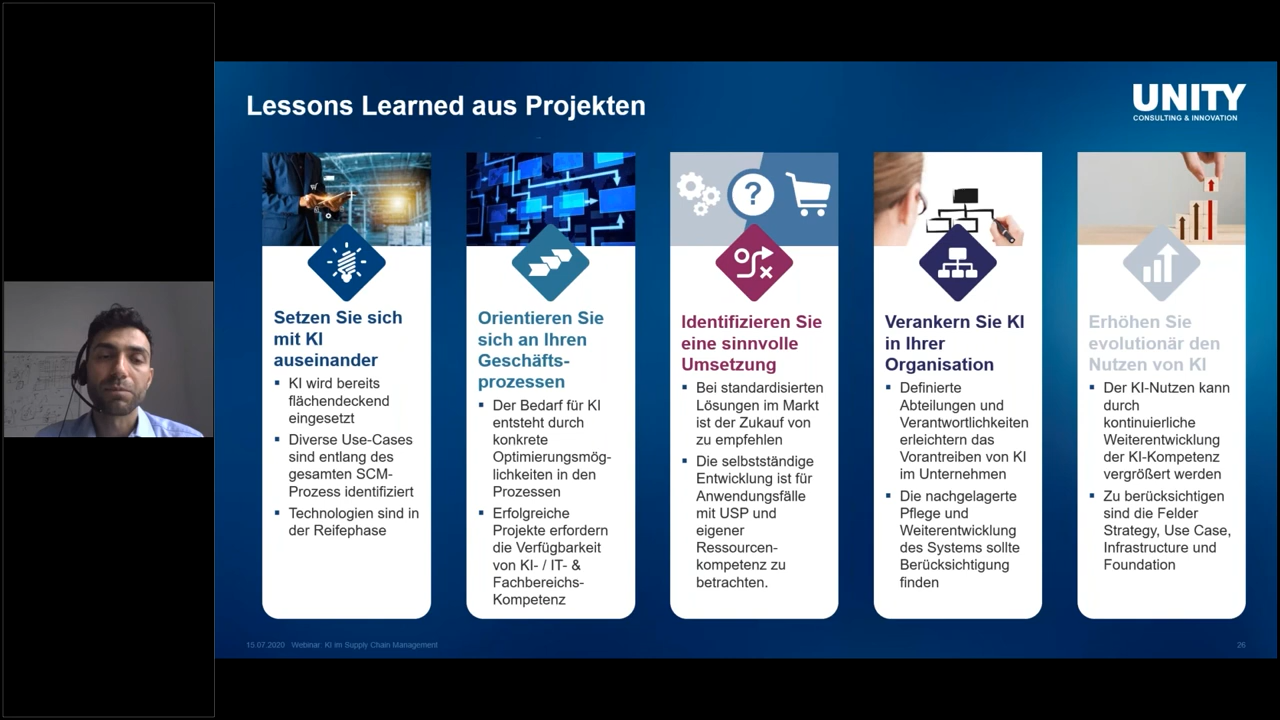 Lessons Learned aus Projekten
UNITY
CONSULTING & INNOVATION
Setzen Sie sich
mit KI
auseinander
KI wird bereits
flächendeckend
eingesetzt
Diverse Use-Cases
sind entlang des
gesamten SCM-
Prozess identifiziert
Technologien sind in
der Reifephase
Orientieren Sie
sich an Ihren
Geschäfts-
prozessen
Der Bedarf für KI
entsteht durch
konkrete
Optimierungsmög-
lichkeiten in den
Prozessen
Erfolgreiche
Projekte erfordern
die Verfügbarkeit
von KI- / IT- &
Fachbereichs-
Kompetenz
?
Identifizieren Sie
eine sinnvolle
Umsetzung
Bei standardisierten
Lösungen im Markt
ist der Zukauf von
zu empfehlen
Die selbstständige
Entwicklung ist für
Anwendungsfälle
mit USP und
eigener
Ressourcen-
kompetenz zu
betrachten.
Verankern Sie KI
in Ihrer
Organisation
Definierte
Abteilungen und
Verantwortlichkeiten
erleichtern das
Vorantreiben von KI
im Unternehmen
Die nachgelagerte
Pflege und
Weiterentwicklung
des Systems sollte
Berücksichtigung
finden
Erhöhen Sie
evolutionär den
Nutzen von KI
Der KI-Nutzen kann
durch
kontinuierliche
Weiterentwicklung
der KI-Kompetenz
vergrößert werden
Zu berücksichtigen
sind die Felder
Strategy, Use Case,
Infrastructure und
Foundation
15.07.2020 Webinar: KI im Supply Chain Management
26